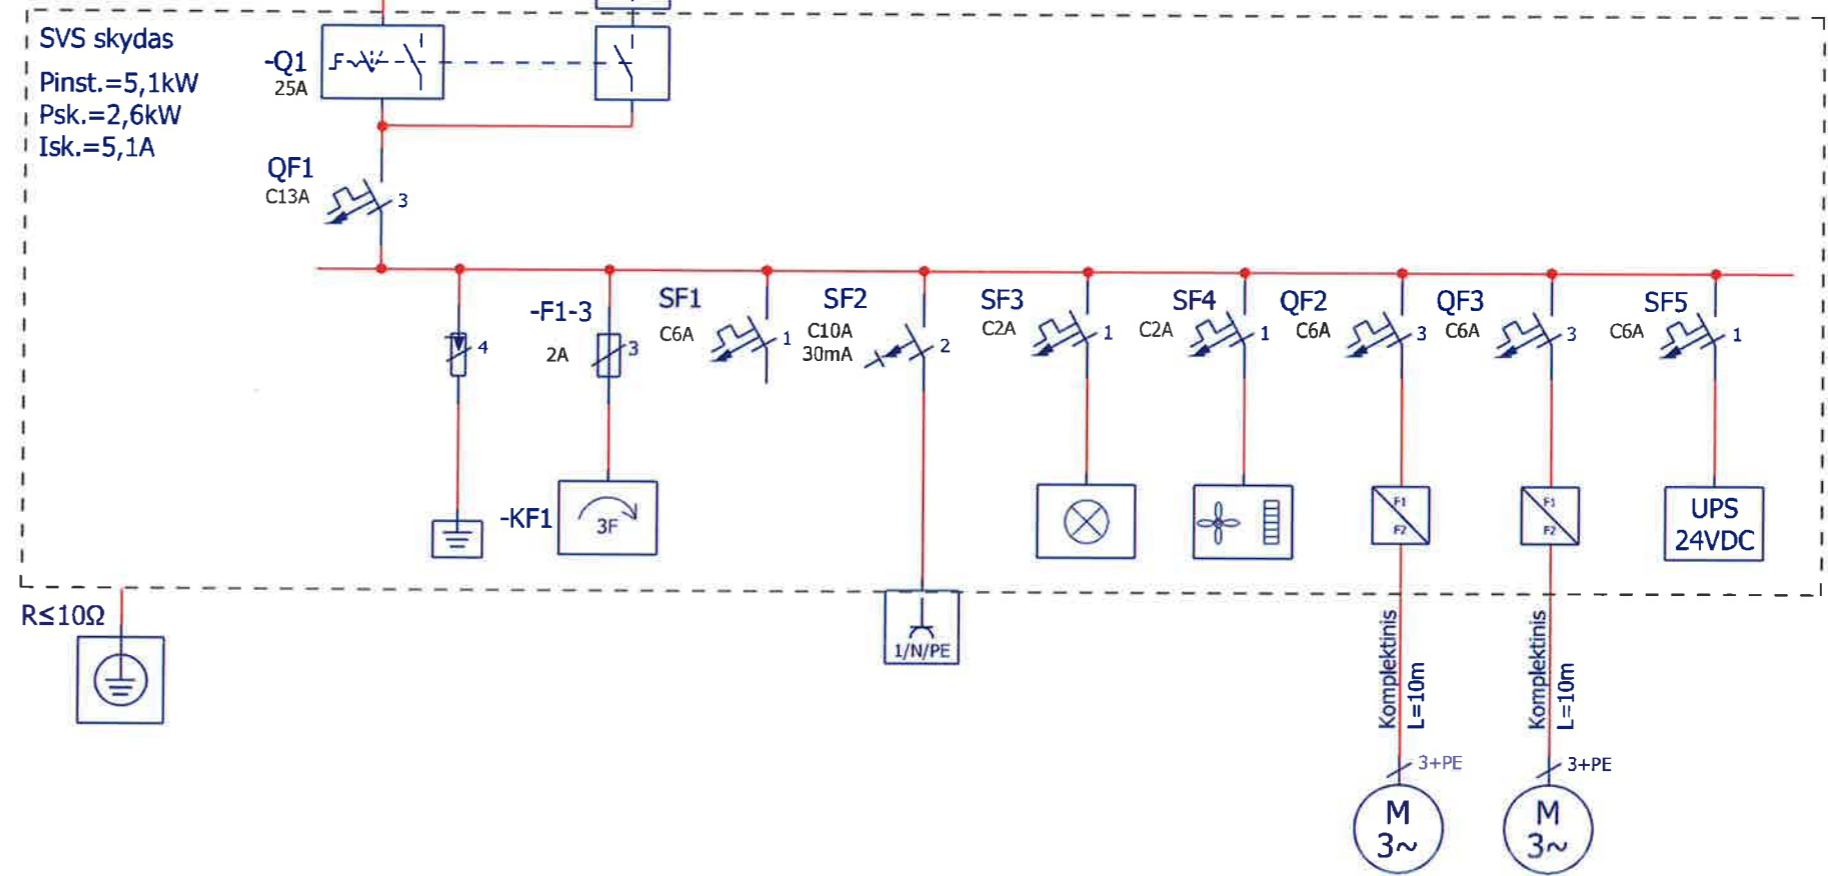 SVS skydas
Pinst.=5,1kW
Psk.=2,6kW
Isk.=5,1A
-Q1
25A
QF1
C13A
3
4
-F1-3
2A
3
SF1
C6A
1
SF2
C10A
30mA
2
SF3
C2A
1
SF4
C2A
1
QF2
C6A
3
QF3
C6A
3
SF5
C6A
1
-KF1
3F
F1
F2
F1
F2
UPS
24VDC
R≤10Ω
1/N/PE
Komplektinis
L=10m
Komplektinis
L=10m
3+PE
3+PE
M
3~
M
3~